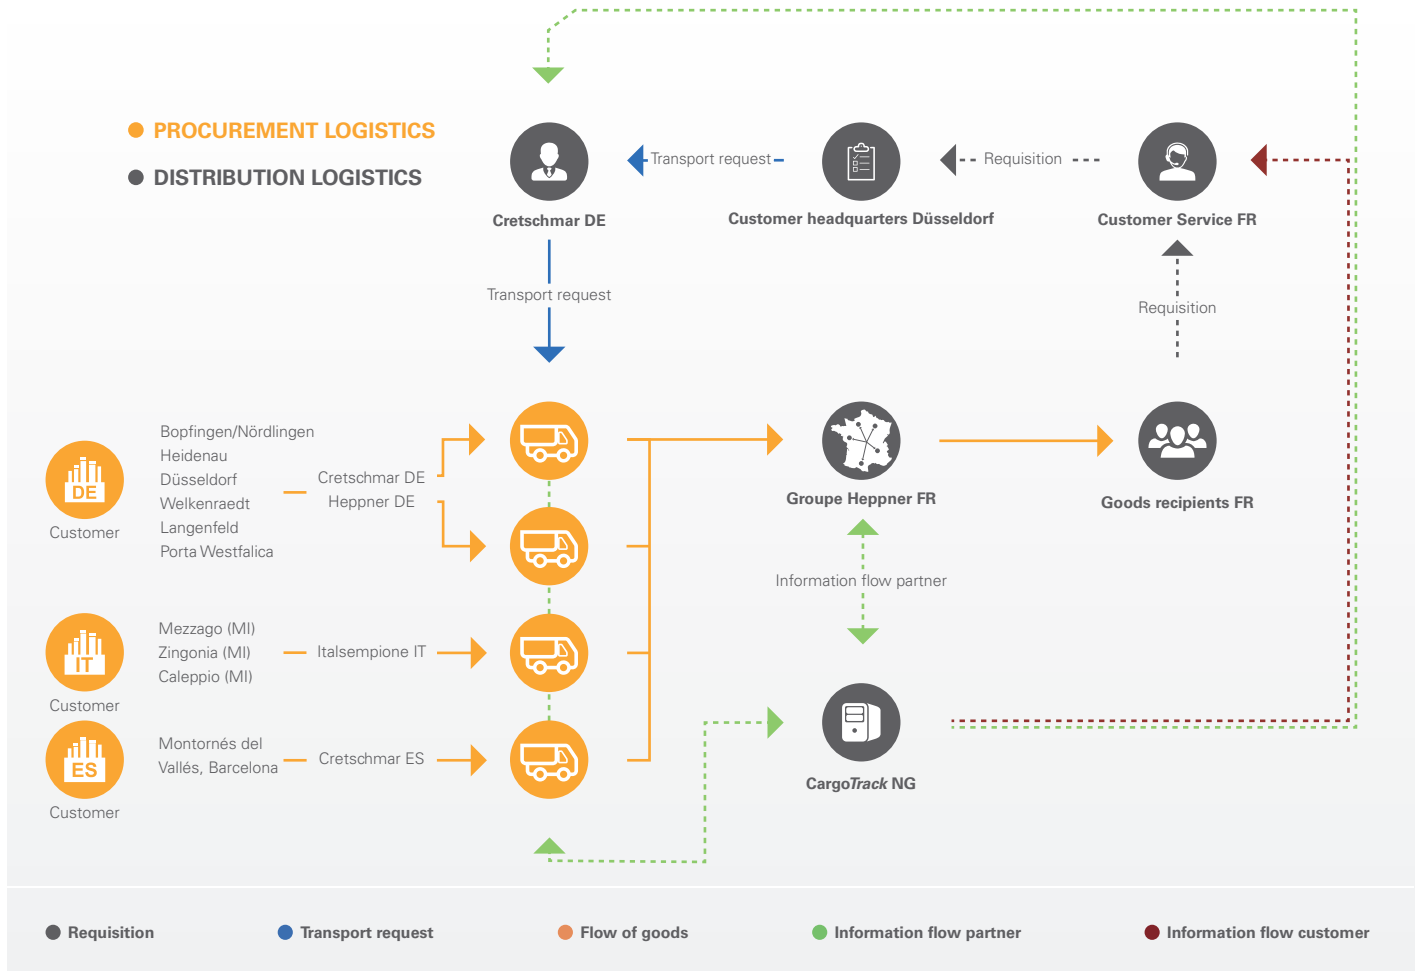 PROCUREMENT LOGISTICS
DISTRIBUTION LOGISTICS
Transport request
Requisition
Cretschmar DE
Customer headquarters Düsseldorf
Customer Service FR
Transport request
Requisition
DE
Customer
Bopfingen/Nördlingen
Heidenau
Düsseldorf
Welkenraedt
Langenfeld
Porta Westfalica
Cretschmar DE
Heppner DE
Groupe Heppner FR
Goods recipients FR
Information flow partner
IT
Customer
Mezzago (MI)
Zingonia (MI)
Caleppio (MI)
Italsempione IT
ES
Customer
Montornés del
Vallés, Barcelona
Cretschmar ES
CargoTrack NG
Requisition
Transport request
Flow of goods
Information flow partner
Information flow customer